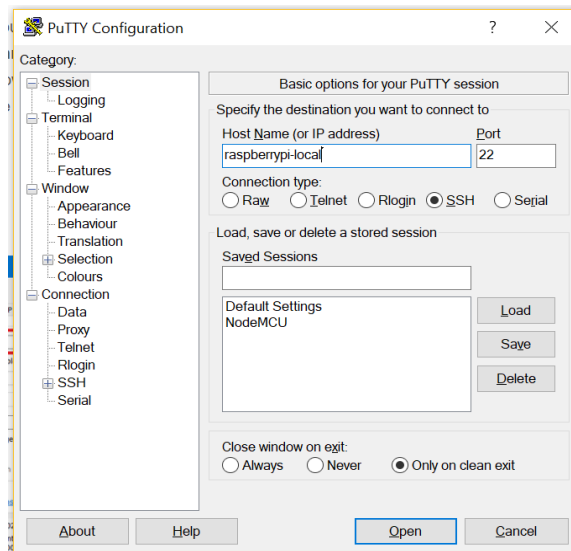 PuTTY Configuration
Category:
Session
Logging
Terminal
Keyboard
Bell
Features
Window
Appearance
Behaviour
Translation
Selection
Colours
Connection
Data
Proxy
Telnet
Rlogin
SSH
Serial
Basic options for your PuTTY session
Specify the destination you want to connect to
Host Name (or IP address) Port
raspberrypi-local 22
Connection type:
Raw Telnet Rlogin SSH Serial
Load, save or delete a stored session
Saved Sessions
Default Settings
NodeMCU
Load
Save
Delete
Close window on exit:
Always Never Only on clean exit
About Help Open Cancel